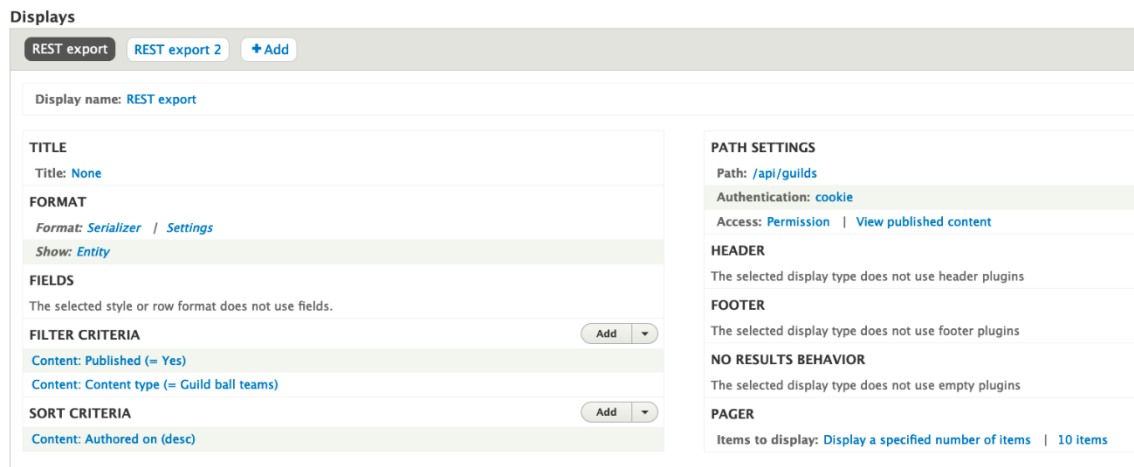 Displays
REST export
REST export 2
+ Add
Display name: REST export
TITLE
Title: None
FORMAT
Format: Serializer | Settings
Show: Entity
FIELDS
The selected style or row format does not use fields.
FILTER CRITERIA
Add
Content: Published (= Yes)
Content: Content type (= Guild ball teams)
SORT CRITERIA
Add
Content: Authored on (desc)
PATH SETTINGS
Path: /api/guilds
Authentication: cookie
Access: Permission | View published content
HEADER
The selected display type does not use header plugins
FOOTER
The selected display type does not use footer plugins
NO RESULTS BEHAVIOR
The selected display type does not use empty plugins
PAGER
Items to display: Display a specified number of items | 10 items